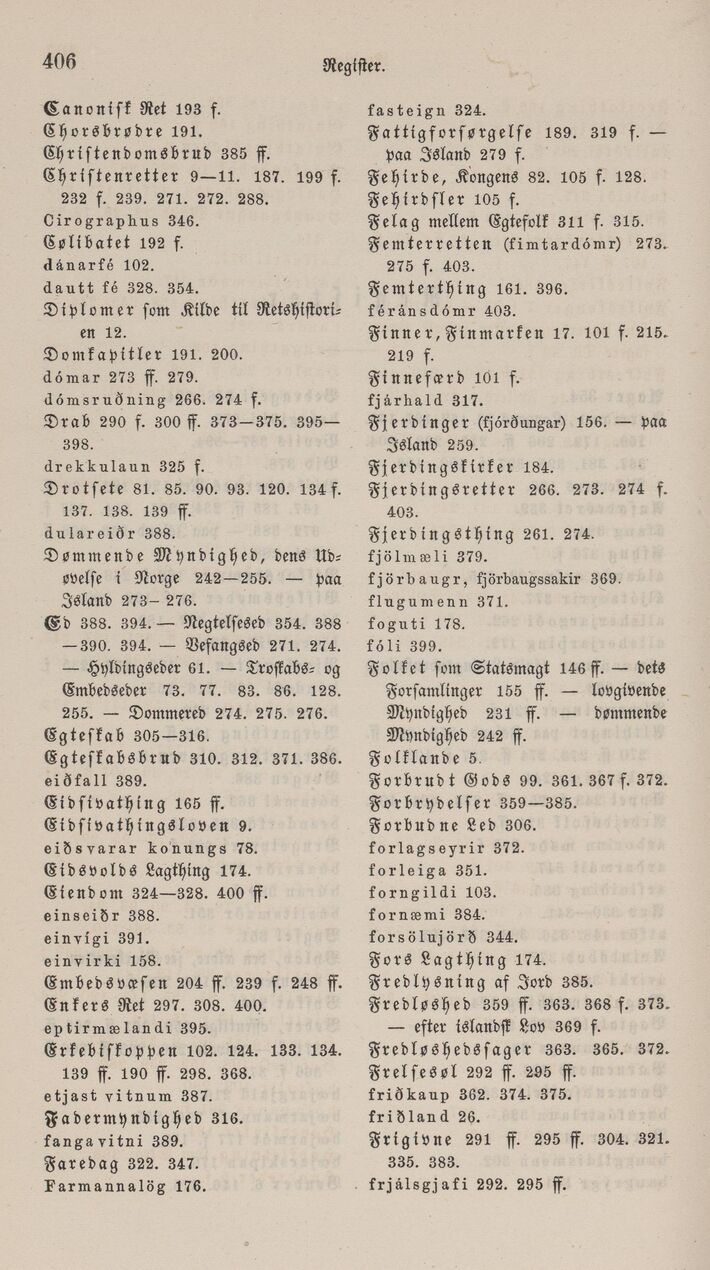 406
Register.
Canonisk Ret 193 f.
Chorsbrødre 191.
Christendomsbrud 385 ff.
Christenretter 9—11. 187. 199 f.
232 f. 239. 271. 272. 288.
Cirographus 346.
Cølibatet 192 f.
dánarfé 102.
dautt fé 328. 354.
Diplomer som Kilde til Retshistori-
en 12.
Domkapitler 191. 200.
dómar 273 ff. 279.
dómsruðning 266. 274 f.
Drab 290 f. 300 ff. 373—375. 395—
398.
drekkulaun 325 f.
Drotsete 81. 85. 90. 93. 120. 134 f.
137. 138. 139 ff.
dulareiðr 388.
Dømmende Myndighed, dens Ud-
øvelse i Norge 242—255. — paa
Island 273—276.
Ed 388. 394. — Negtelsesed 354. 388
—390. 394. — Vefangsed 271. 274.
— Hyldingseder 61. — Troskabs- og
Embedseder 73. 77. 83. 86. 128.
255. — Dommered 274. 275. 276.
Egteskab 305—316.
Egteskabsbrud 310. 312. 371. 386.
eiðfall 389.
Eidsivathing 165 ff.
Eidsivathingsloven 9.
eiðsvarar konungs 78.
Eidsvolds Lagthing 174.
Eiendom 324—328. 400 ff.
einseiðr 388.
einvígi 391.
einvirki 158.
Embedsvæsen 204 ff. 239 f. 248 ff.
Enkers Ret 297. 308. 400.
eptirmælandi 395.
Erkebiskoppen 102. 124. 133. 134.
139 ff. 190 ff. 298. 368.
etjast vitnum 387.
Fadermyndighed 316.
fangavitni 389.
Faredag 322. 347.
Farmannalög 176.
fasteign 324.
Fattigforsørgelse 189. 319 f. —
paa Island 279 f.
Fehirde, Kongens 82. 105 f. 128.
Fehirdsler 105 f.
Felag mellem Egtefolk 311 f. 315.
Femterretten (fimtardómr) 273.
275 f. 403.
Femterthing 161. 396.
féránsdómr 403.
Finner, Finmarken 17. 101 f. 215.
219 f.
Finnefærd 101 f.
fjárhald 317.
Fjerdinger (fjórðungar) 156. — paa
Island 259.
Fjerdingskirker 184.
Fjerdingsretter 266. 273. 274 f.
403.
Fjerdingsthing 261. 274.
fjölmæli 379.
fjörbaugr, fjörbaugssakir 369.
flugumenn 371.
foguti 178.
fóli 399.
Folket som Statsmagt 146 ff. — dets
Forsamlinger 155 ff. — lovgivende
Myndighed 231 ff. — dømmende
Myndighed 242 ff.
Folklande 5.
Forbrudt Gods 99. 361. 367 f. 372.
Forbrydelser 359—385.
Forbudne Led 306.
forlagseyrir 372.
forleiga 351.
forngildi 103.
fornæmi 384.
forsölujörð 344.
Fors Lagthing 174.
Fredlysning af Jord 385.
Fredløshed 359 ff. 363. 368 f. 373.
— efter islandsk Lov 369 f.
Fredløshedssager 363. 365. 372.
Frelsesøl 292 ff. 295 ff.
friðkaup 362. 374. 375.
friðland 26.
Frigivne 291 ff. 295 ff. 304. 321.
335. 383.
frjálsgjafi 292. 295 ff.